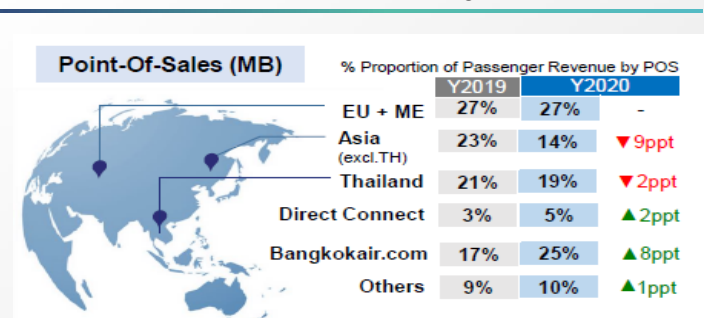 Point-Of-Sales (MB)
% Proportion of Passenger Revenue by POS
Y2019 Y2020
EU + ME 27% 27% -
Asia 23% 14% ▼9ppt
(excl.TH)
Thailand 21% 19% ▼2ppt
Direct Connect 3% 5% ▲2ppt
Bangkokair.com 17% 25% ▲8ppt
Others 9% 10% ▲1ppt